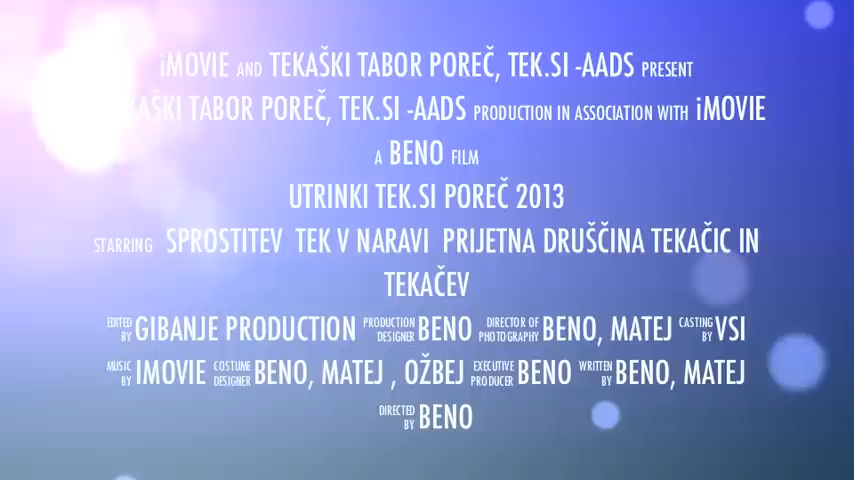 iMOVIE AND TEKAŠKI TABOR POREČ, TEK.SI -AADS PRESENT
AŠKI TABOR POREČ, TEK.SI -AADS PRODUCTION IN ASSOCIATION WITH iMOVIE
A BENO FILM
UTRINKI TEK.SI POREČ 2013
STARRING SPROSTITEV TEK V NARAVI PRIJETNA DRUŠČINA TEKAČIC IN
TEKAČEV
EDITED BY GIBANJE PRODUCTION PRODUCTION DESIGNER BENO DIRECTOR OF PHOTOGRAPHY BENO, MATEJ CASTING BY VSI
MUSIC BY IMOVIE COSTUME DESIGNER BENO, MATEJ , OŽBEJ EXECUTIVE PRODUCER BENO WRITTEN BY BENO, MATEJ
DIRECTED BY BENO